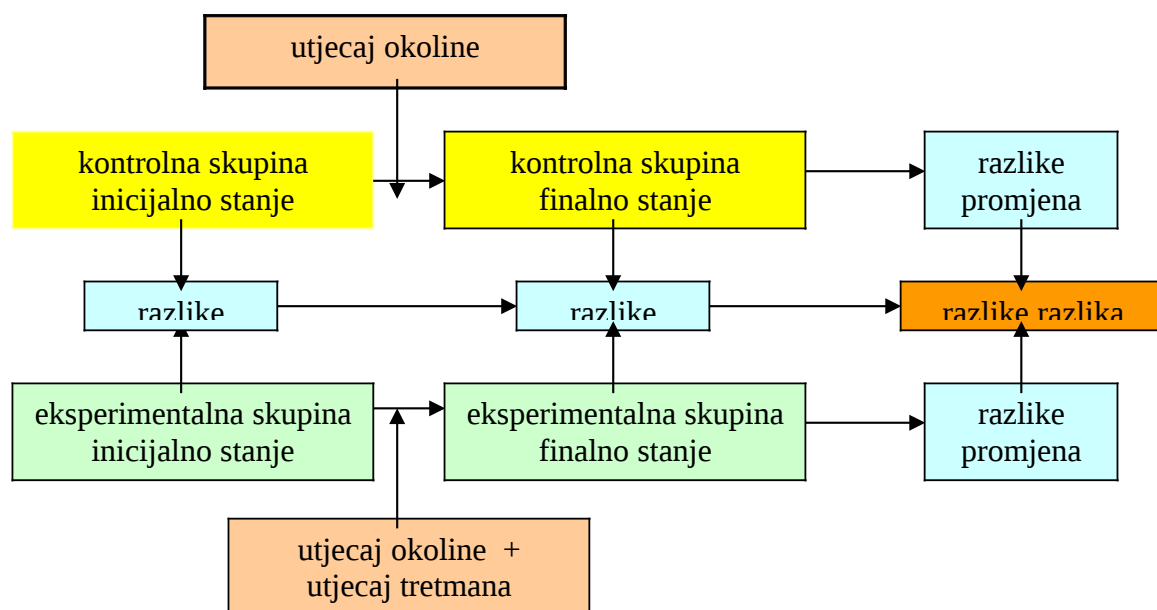 utjecaj okoline
kontrolna skupina
inicijalno stanje
kontrolna skupina
finalno stanje
razlike
promjena
razlike
razlike
razlike razlika
eksperimentalna skupina
inicijalno stanje
eksperimentalna skupina
finalno stanje
razlike
promjena
utjecaj okoline +
utjecaj tretmana